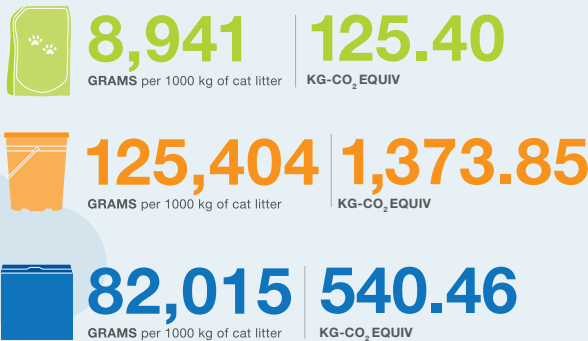 8,941
GRAMS per 1000 kg of cat litter
125.40
KG-CO₂ EQUIV
125,404
GRAMS per 1000 kg of cat litter
1,373.85
KG-CO₂ EQUIV
82,015
GRAMS per 1000 kg of cat litter
540.46
KG-CO₂ EQUIV